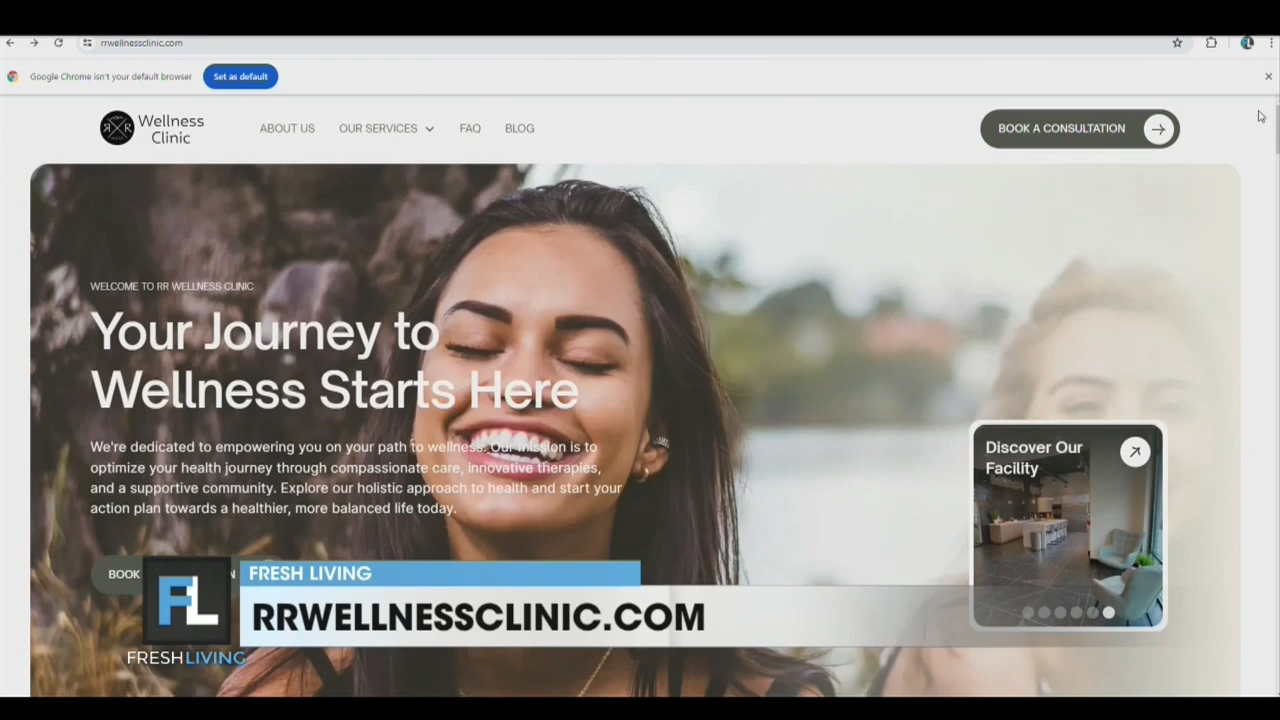 rrwellnessclinic.com
Google Chrome isn't your default browser
Set as default
RXR
Wellness
Clinic
ABOUT US
OUR SERVICES
FAQ
BLOG
BOOK A CONSULTATION
WELCOME TO RR WELLNESS CLINIC
Your Journey to
Wellness Starts Here
We're dedicated to empowering you on your path to wellness. Our mission is to
optimize your health journey through compassionate care, innovative therapies,
and a supportive community. Explore our holistic approach to health and start your
action plan towards a healthier, more balanced life today.
Discover Our
Facility
BOOK
N
FL
FRESH LIVING
RRWELLNESSCLINIC.COM
FRESHLIVING